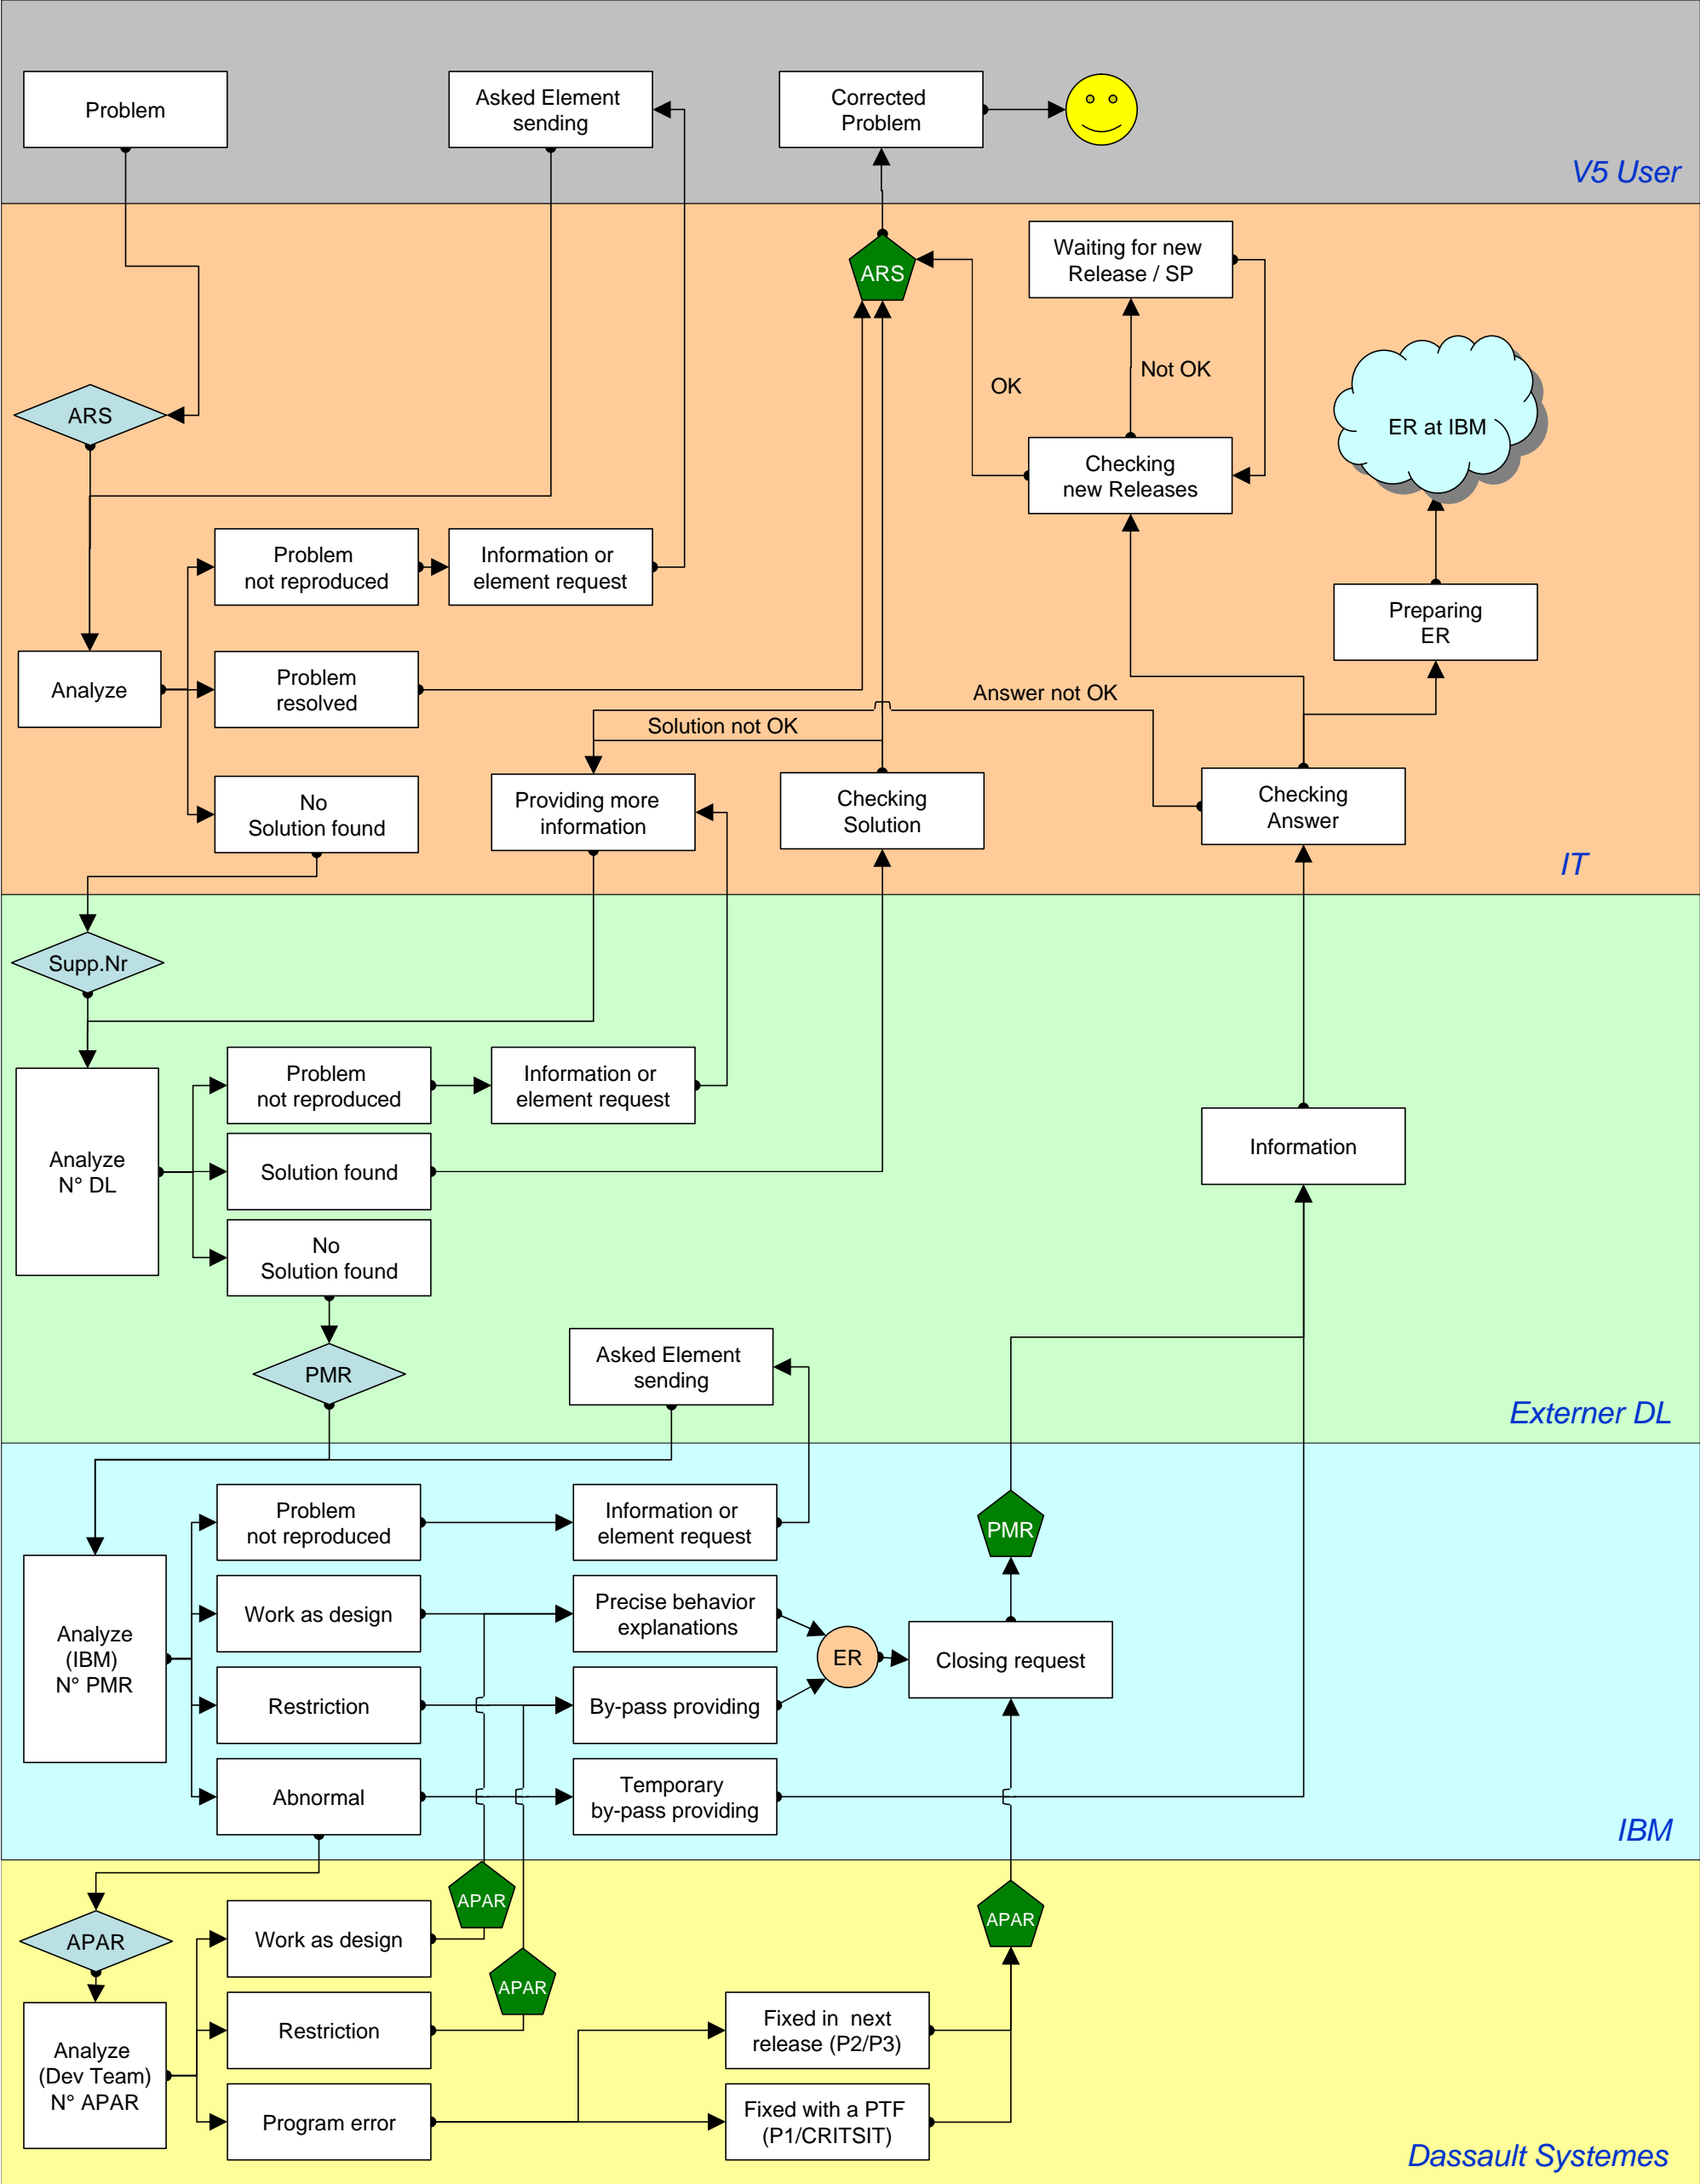 Problem
Asked Element
sending
Corrected
Problem
V5 User
ARS
Waiting for new
Release / SP
OK
Not OK
ARS
ER at IBM
Checking
new Releases
Problem
not reproduced
Information or
element request
Preparing
ER
Analyze
Problem
resolved
Answer not OK
Solution not OK
No
Solution found
Providing more
information
Checking
Solution
Checking
Answer
IT
Supp.Nr
Problem
not reproduced
Information or
element request
Analyze
N° DL
Solution found
Information
No
Solution found
PMR
Asked Element
sending
Externer DL
Problem
not reproduced
Information or
element request
PMR
Analyze
(IBM)
N° PMR
Work as design
Precise behavior
explanations
ER
Closing request
Restriction
By-pass providing
Abnormal
Temporary
by-pass providing
IBM
APAR
APAR
APAR
Work as design
APAR
Analyze
(Dev Team)
N° APAR
Restriction
Fixed in  next
release (P2/P3)
Program error
Fixed with a PTF
(P1/CRITSIT)
Dassault Systemes